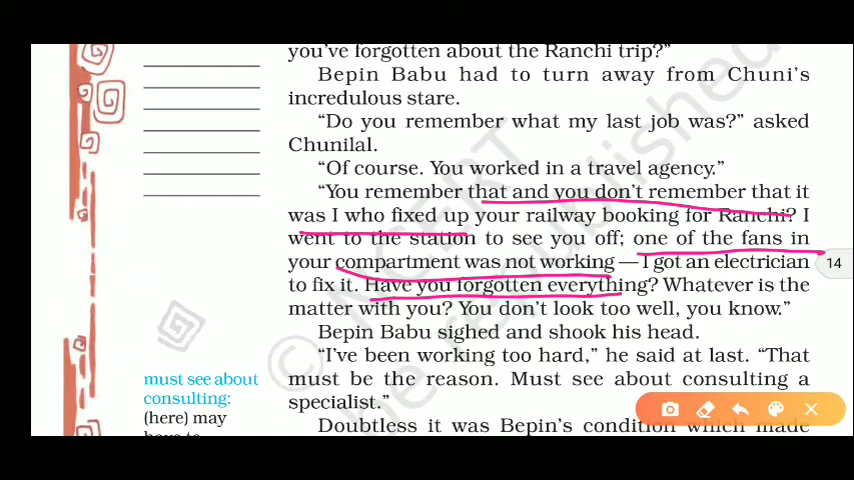 you've forgotten about the Ranchi trip?"
Bepin Babu had to turn away from Chuni's
incredulous stare.
"Do you remember what my last job was?" asked
Chunilal.
"Of course. You worked in a travel agency."
"You remember that and you don't remember that it
was I who fixed up your railway booking for Ranchi? I
went to the station to see you off; one of the fans in
your compartment was not working — I got an electrician
to fix it. Have you forgotten everything? Whatever is the
matter with you? You don't look too well, you know."
Bepin Babu sighed and shook his head.
"I've been working too hard," he said at last. "That
must be the reason. Must see about consulting a
specialist."
Doubtless it was Bepin's condition which made
must see about
consulting:
(here) may
have to
14
© NCERT
be republished